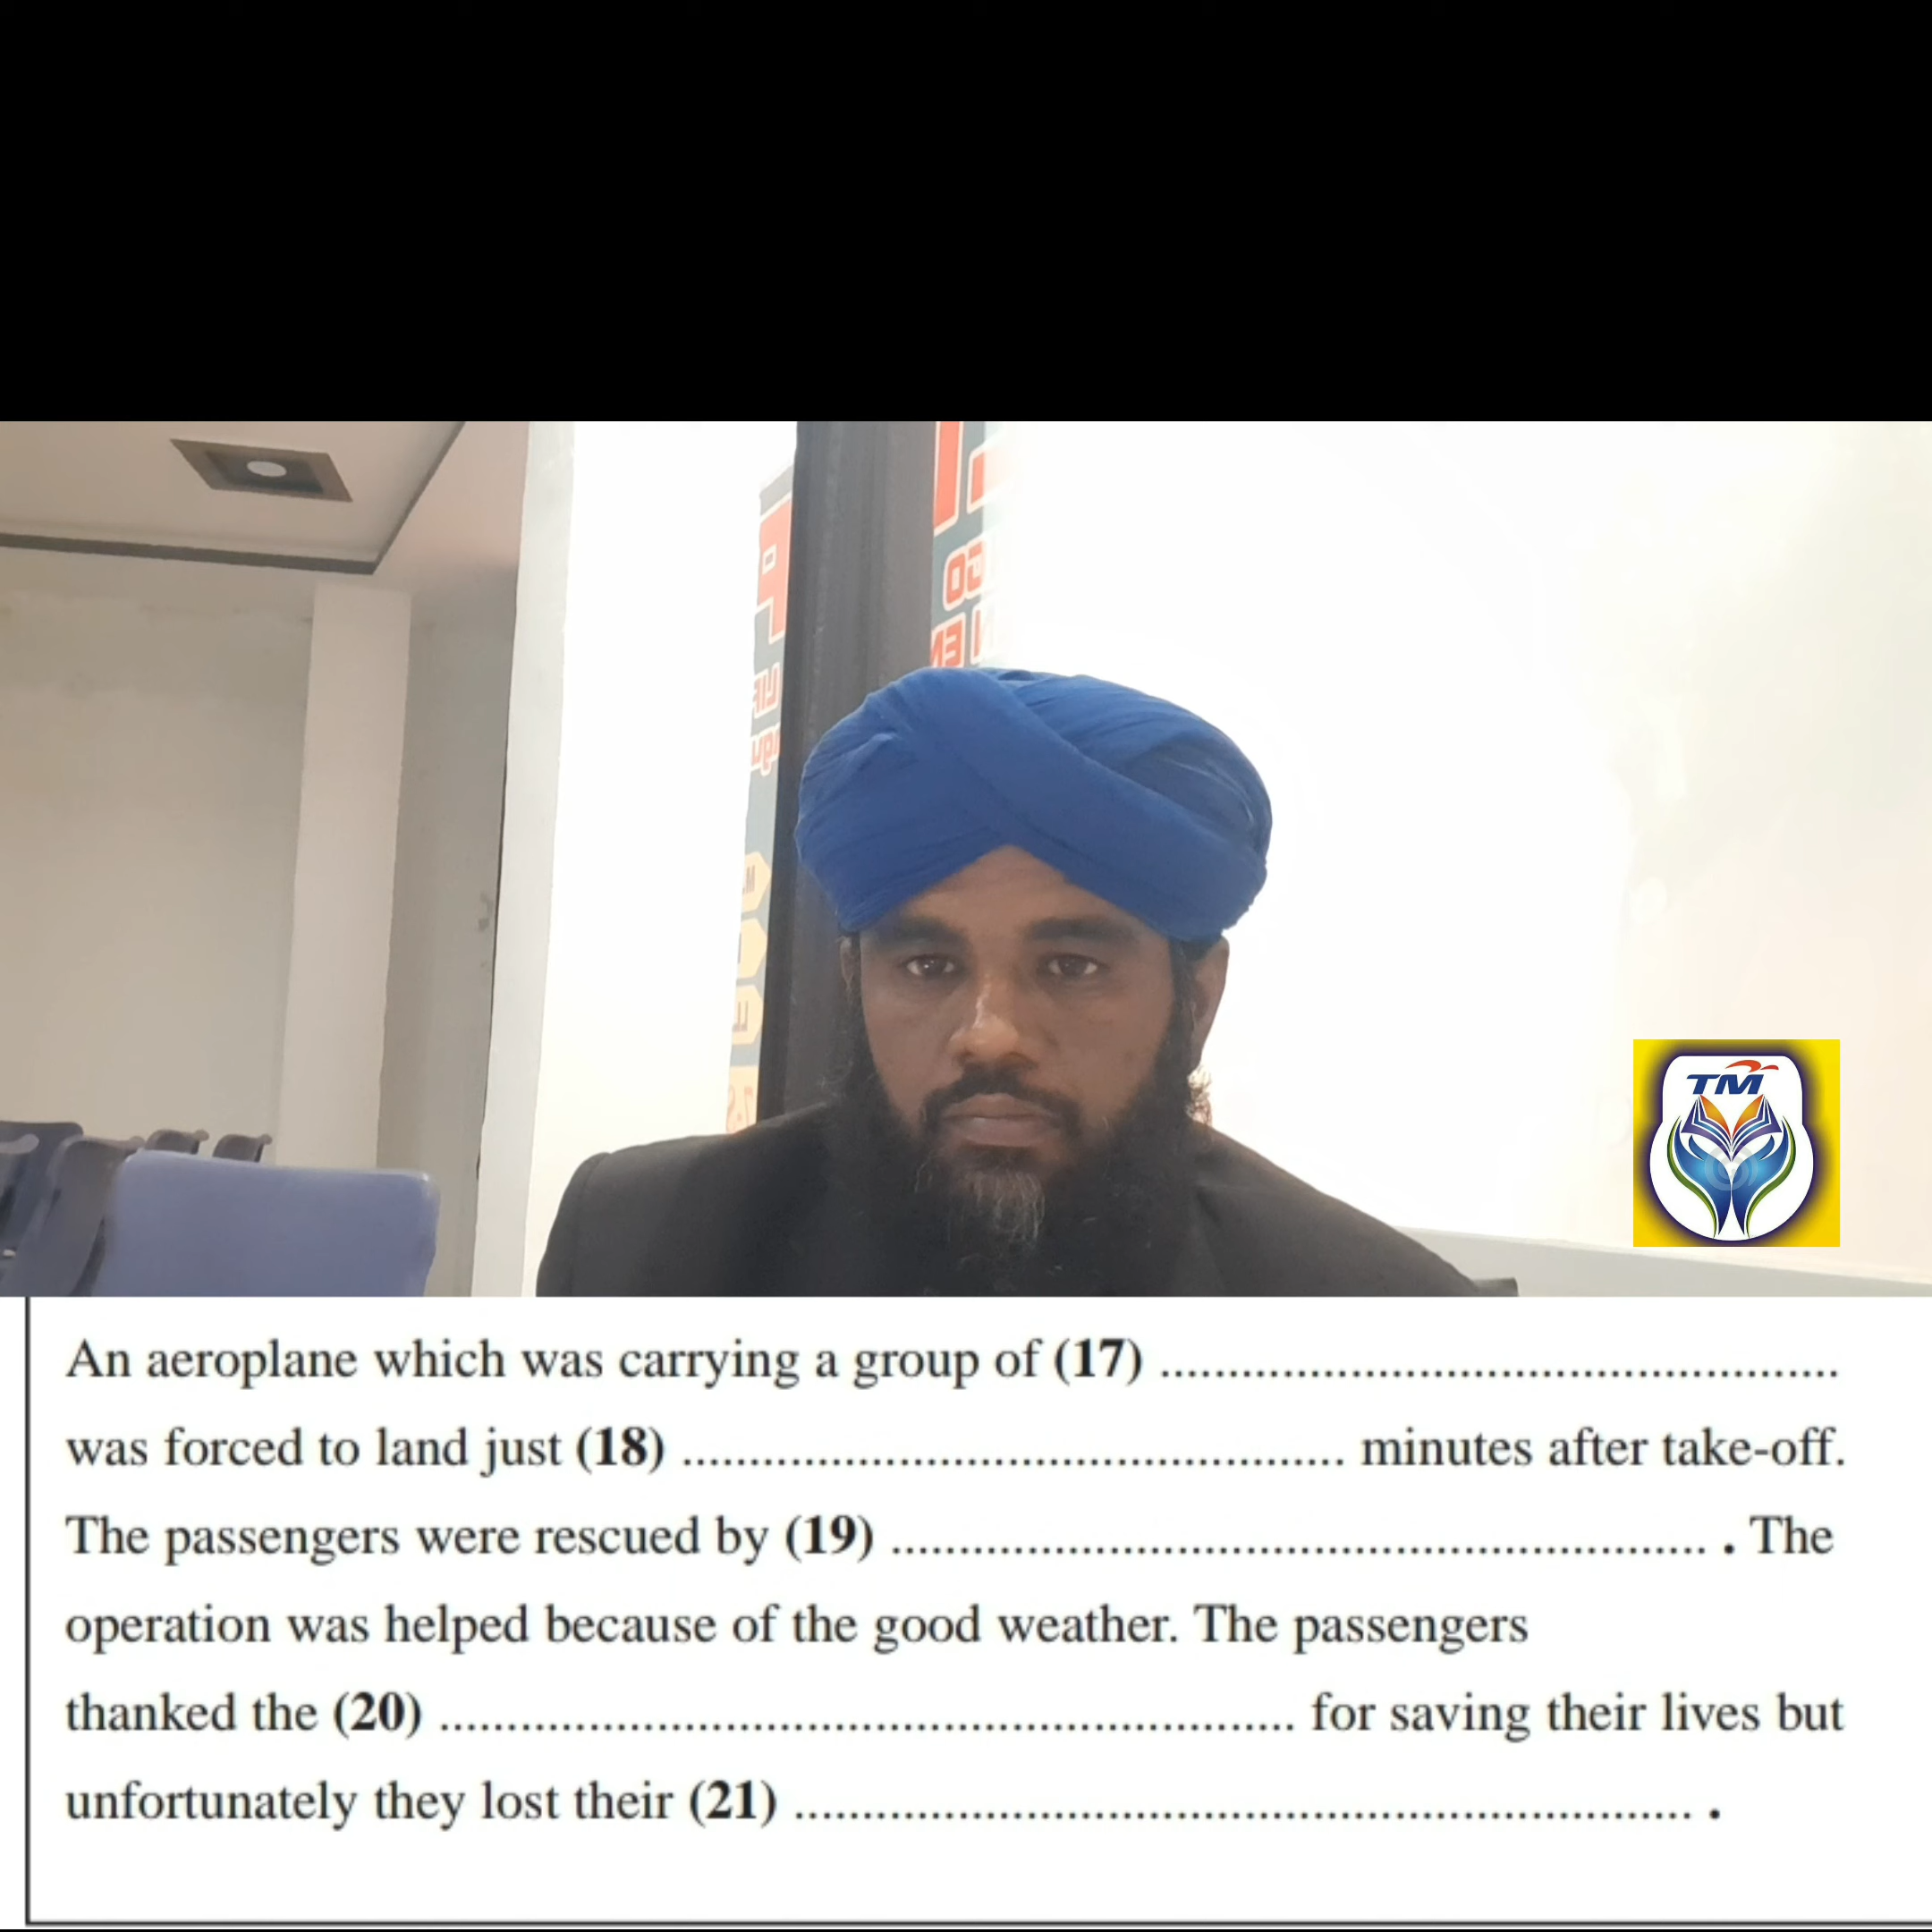 TM
An aeroplane which was carrying a group of (17) ..................................................
was forced to land just (18) ................................................. minutes after take-off.
The passengers were rescued by (19) ............................................................ . The
operation was helped because of the good weather. The passengers
thanked the (20) ............................................................... for saving their lives but
unfortunately they lost their (21) .................................................................. .